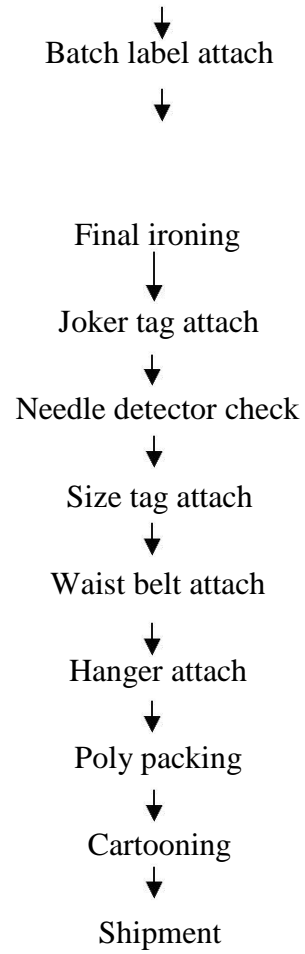 Batch label attach
Final ironing
Joker tag attach
Needle detector check
Size tag attach
Waist belt attach
Hanger attach
Poly packing
Cartooning
Shipment